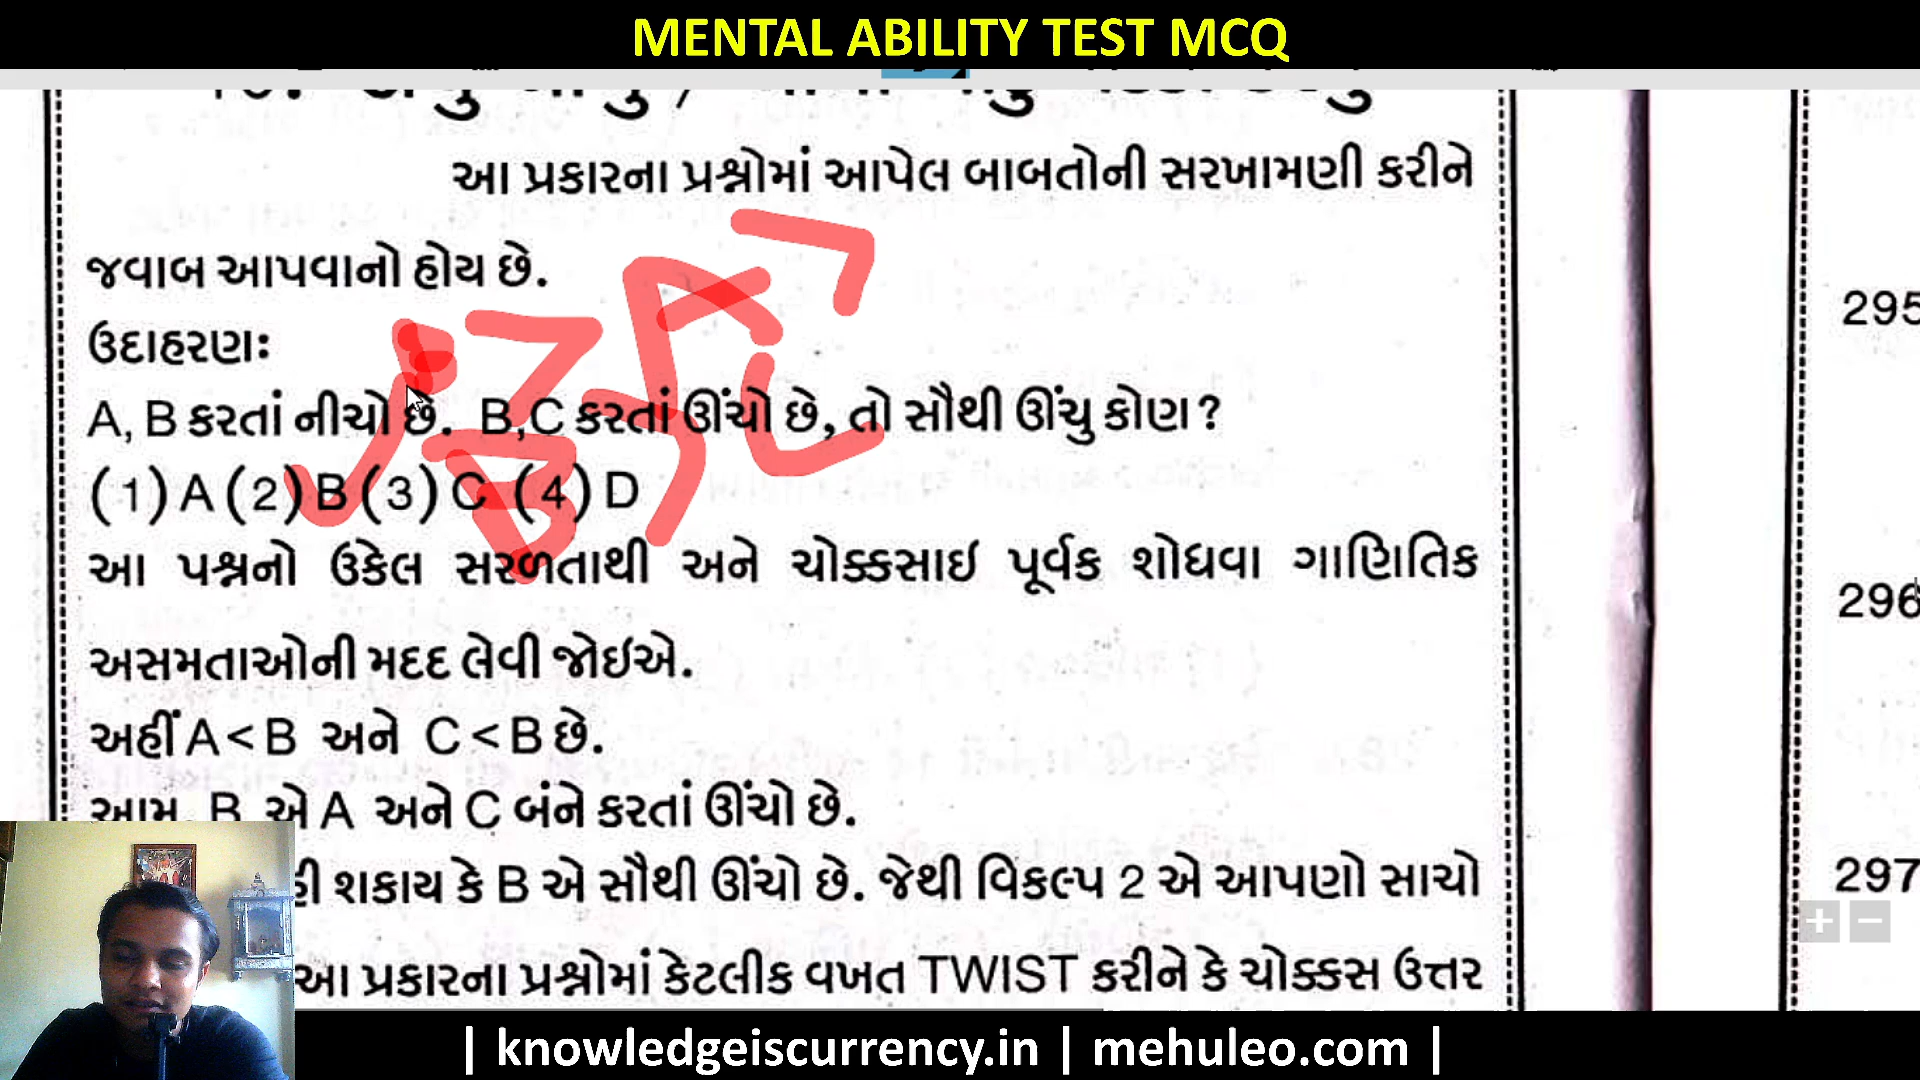 MENTAL ABILITY TEST MCQ
આ પ્રકારના પ્રશ્નોમાં આપેલ બાબતોની સરખામણી કરીને
જવાબ આપવાનો હોય છે.
ઉદાહરણઃ
A, B કરતાં નીચો છે. B,C કરતાં ઊંચો છે, તો સૌથી ઊંચુ કોણ ?
(1) A (2) B (3) C (4) D
આ પશ્નનો ઉકેલ સરળતાથી અને ચોક્કસાઇ પૂર્વક શોધવા ગાણિતિક
અસમતાઓની મદદ લેવી જોઇએ.
અહીં A < B અને C < B છે.
આમ, B એ A અને C બંને કરતાં ઊંચો છે.
શકાય કે B એ સૌથી ઊંચો છે. જેથી વિકલ્પ 2 એ આપણો સાચો
આ પ્રકારના પ્રશ્નોમાં કેટલીક વખત TWIST કરીને કે ચોક્કસ ઉત્તર
295
296
297
| knowledgeiscurrency.in | mehuleo.com |